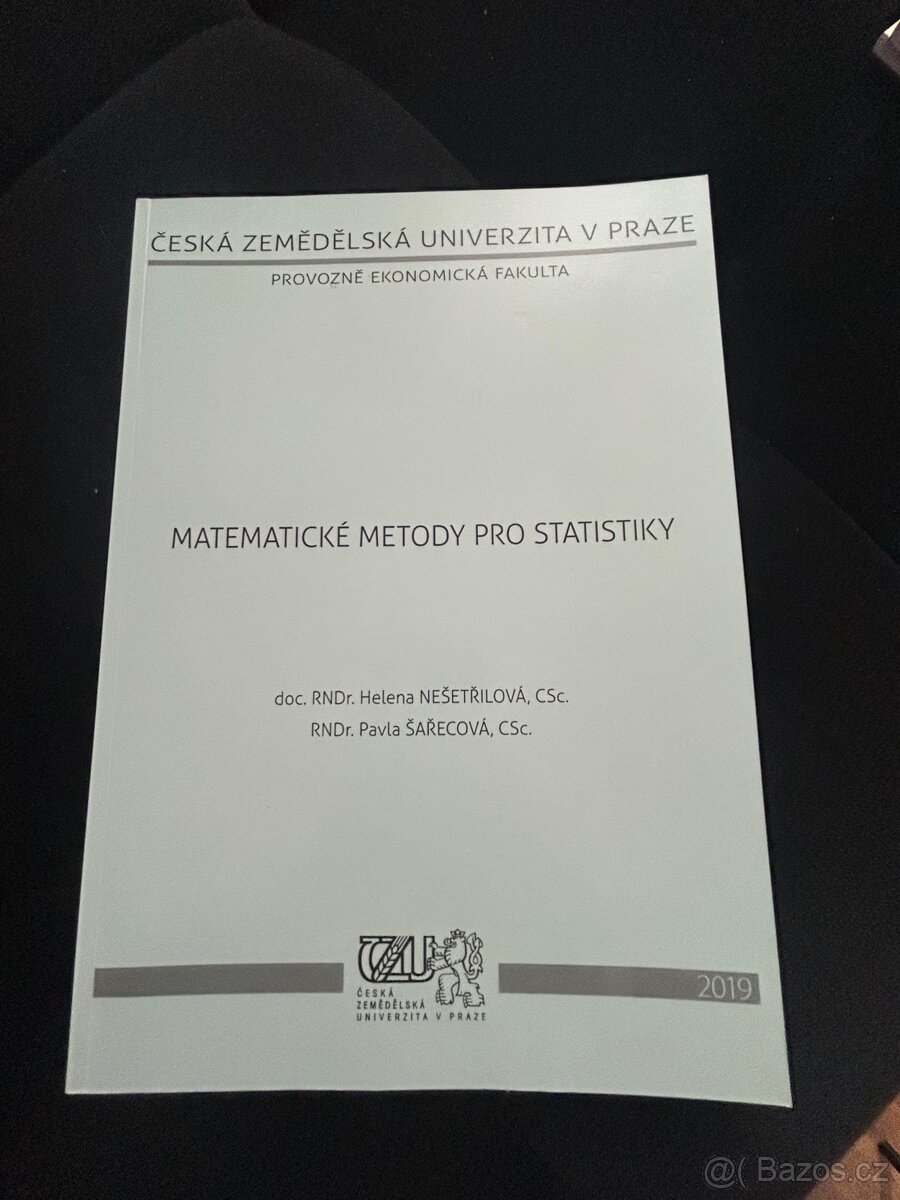 ČESKÁ ZEMĚDĚLSKÁ UNIVERZITA V PRAZE
PROVOZNĚ EKONOMICKÁ FAKULTA
MATEMATICKÉ METODY PRO STATISTIKY
doc. RNDr. Helena NEŠETŘILOVÁ, CSc.
RNDr. Pavla ŠAŘECOVÁ, CSc.
ČZU
ČESKÁ
ZEMĚDĚLSKÁ
UNIVERZITA V PRAZE
2019
@( Bazos.cz